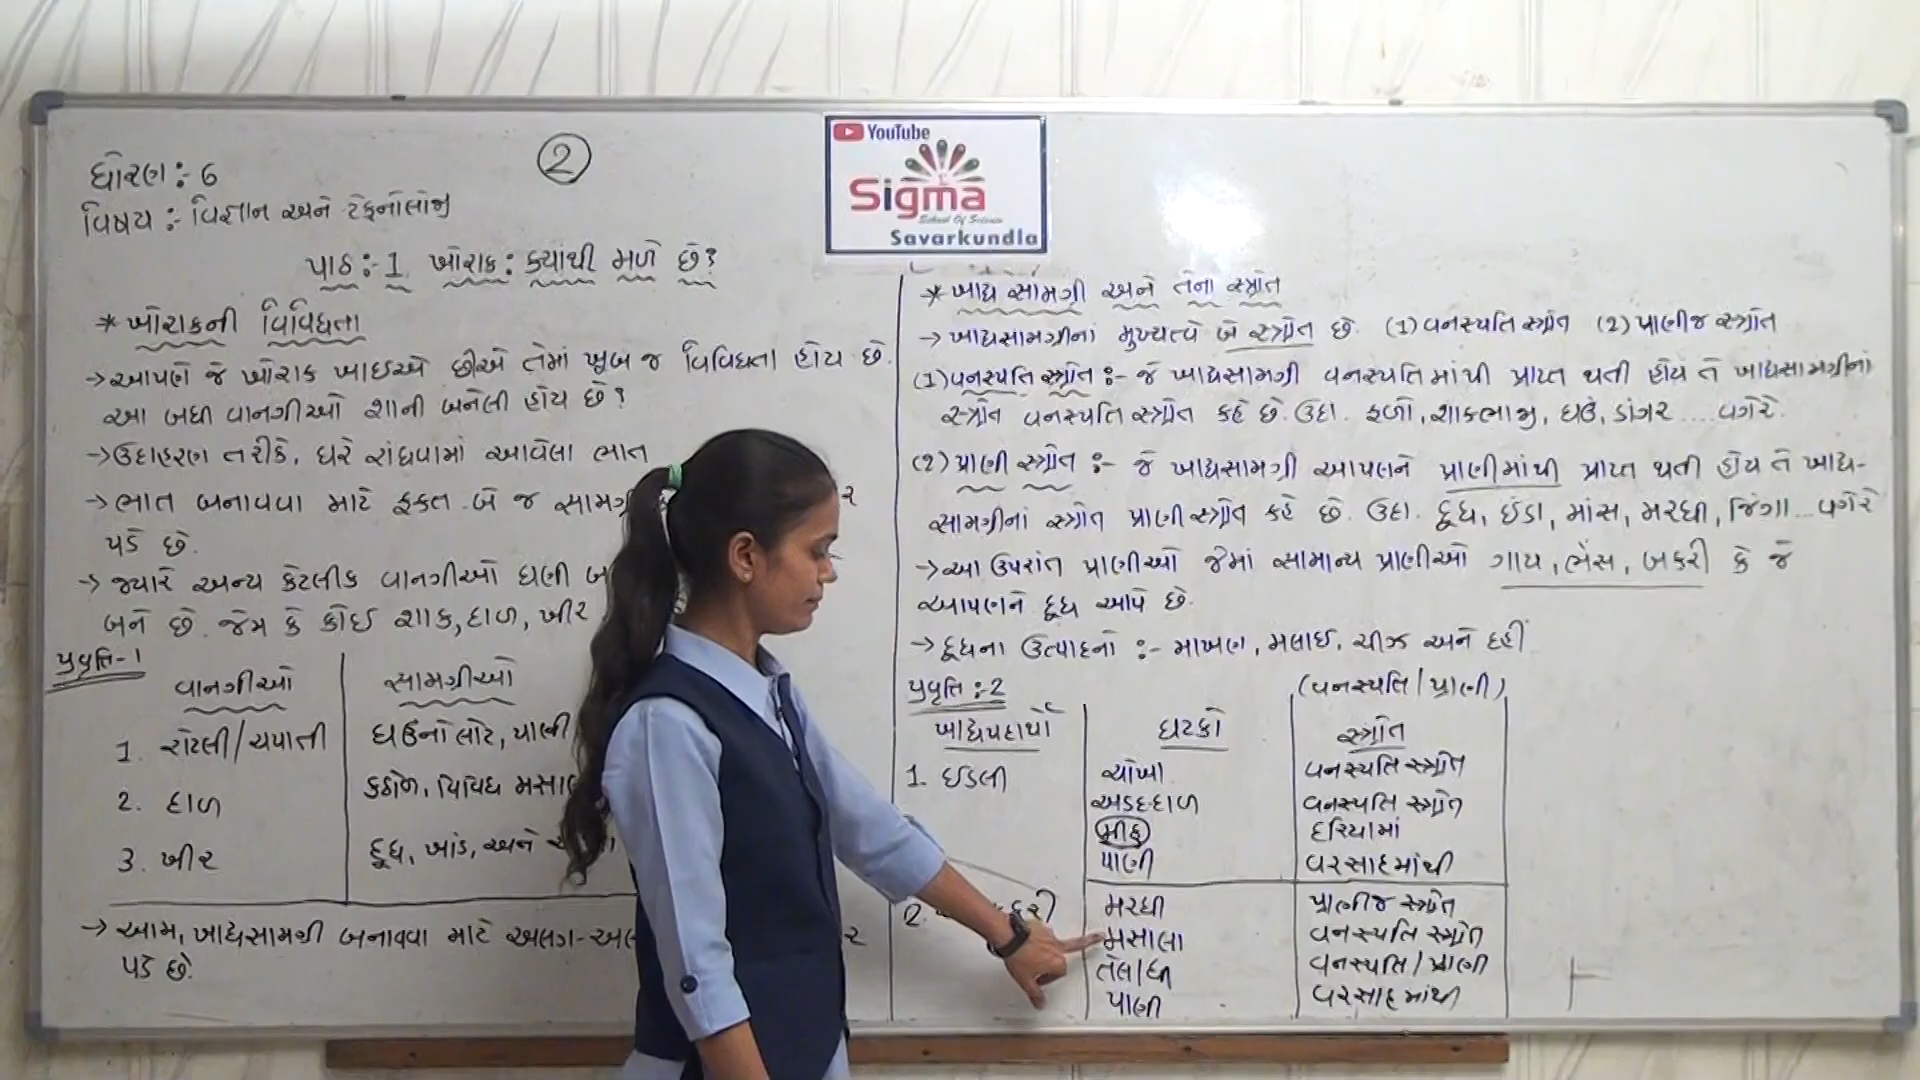 ધોરણ :- 6
②
વિષય :- વિજ્ઞાન અને ટેકનોલોજી
પાઠ :- 1. ખોરાક : ક્યાંથી મળે છે?
* ખોરાકની વિવિધતા
→ આપણે જે ખોરાક ખાઈએ છીએ તેમાં ખૂબ જ વિવિધતા હોય છે.
આ બધી વાનગીઓ શાની બનેલી હોય છે?
→ ઉદાહરણ તરીકે, ઘરે રાંધવામાં આવેલા ભાત
→ ભાત બનાવવા માટે ફક્ત બે જ સામગ્રી
પડે છે.
→ જ્યારે અન્ય કેટલીક વાનગીઓ ઘણી
બને છે. જેમ કે કોઈ શાક, દાળ, ખીર
પ્રવૃત્તિ-1
વાનગીઓ સામગ્રીઓ
1. રોટલી/ચપાતી ઘઉંનો લોટ, પાણી
2. દાળ કઠોળ, વિવિધ
3. ખીર દૂધ, ખાંડ, અને
→ આમ, ખાદ્યસામગ્રી બનાવવા માટે
પડે છે.
YouTube
Sigma
School Of Science
Savarkundla
* ખાદ્ય સામગ્રી અને તેના સ્ત્રોત
→ ખાદ્યસામગ્રીનાં મુખ્યત્વે બે સ્ત્રોત છે. (1) વનસ્પતિ સ્ત્રોત (2) પ્રાણીજ સ્ત્રોત
(1) વનસ્પતિ સ્ત્રોત :- જે ખાદ્યસામગ્રી વનસ્પતિમાંથી પ્રાપ્ત થતી હોય તે ખાદ્યસામગ્રીનાં
સ્ત્રોત વનસ્પતિ સ્ત્રોત કહે છે. ઉદા. ફળો, શાકભાજી, ઘઉં, ડાંગર .... વગેરે.
(2) પ્રાણી સ્ત્રોત :- જે ખાદ્યસામગ્રી આપણને પ્રાણીમાંથી પ્રાપ્ત થતી હોય તે ખાદ્ય-
સામગ્રીનાં સ્ત્રોત પ્રાણી સ્ત્રોત કહે છે. ઉદા. દૂધ, ઈંડા, માંસ, મરઘી, જિંગા... વગેરે
→ આ ઉપરાંત પ્રાણીઓ જેમાં સામાન્ય પ્રાણીઓ ગાય, ભેંસ, બકરી કે જે
આપણને દૂધ આપે છે.
→ દૂધના ઉત્પાદનો :- માખણ, મલાઈ, ચીઝ અને દહીં
પ્રવૃત્તિ :- 2 (વનસ્પતિ / પ્રાણી)
ખાદ્યપદાર્થો ઘટકો સ્ત્રોત
1. ઈડલી ચોખા વનસ્પતિ સ્ત્રોત
અડદદાળ વનસ્પતિ સ્ત્રોત
મીઠુ દરિયામાં
પાણી વરસાદમાંથી
2. મરઘી પ્રાણીજ સ્ત્રોત
મસાલા વનસ્પતિ સ્ત્રોત
તેલ/ઘી વનસ્પતિ / પ્રાણી
પાણી વરસાદમાંથી